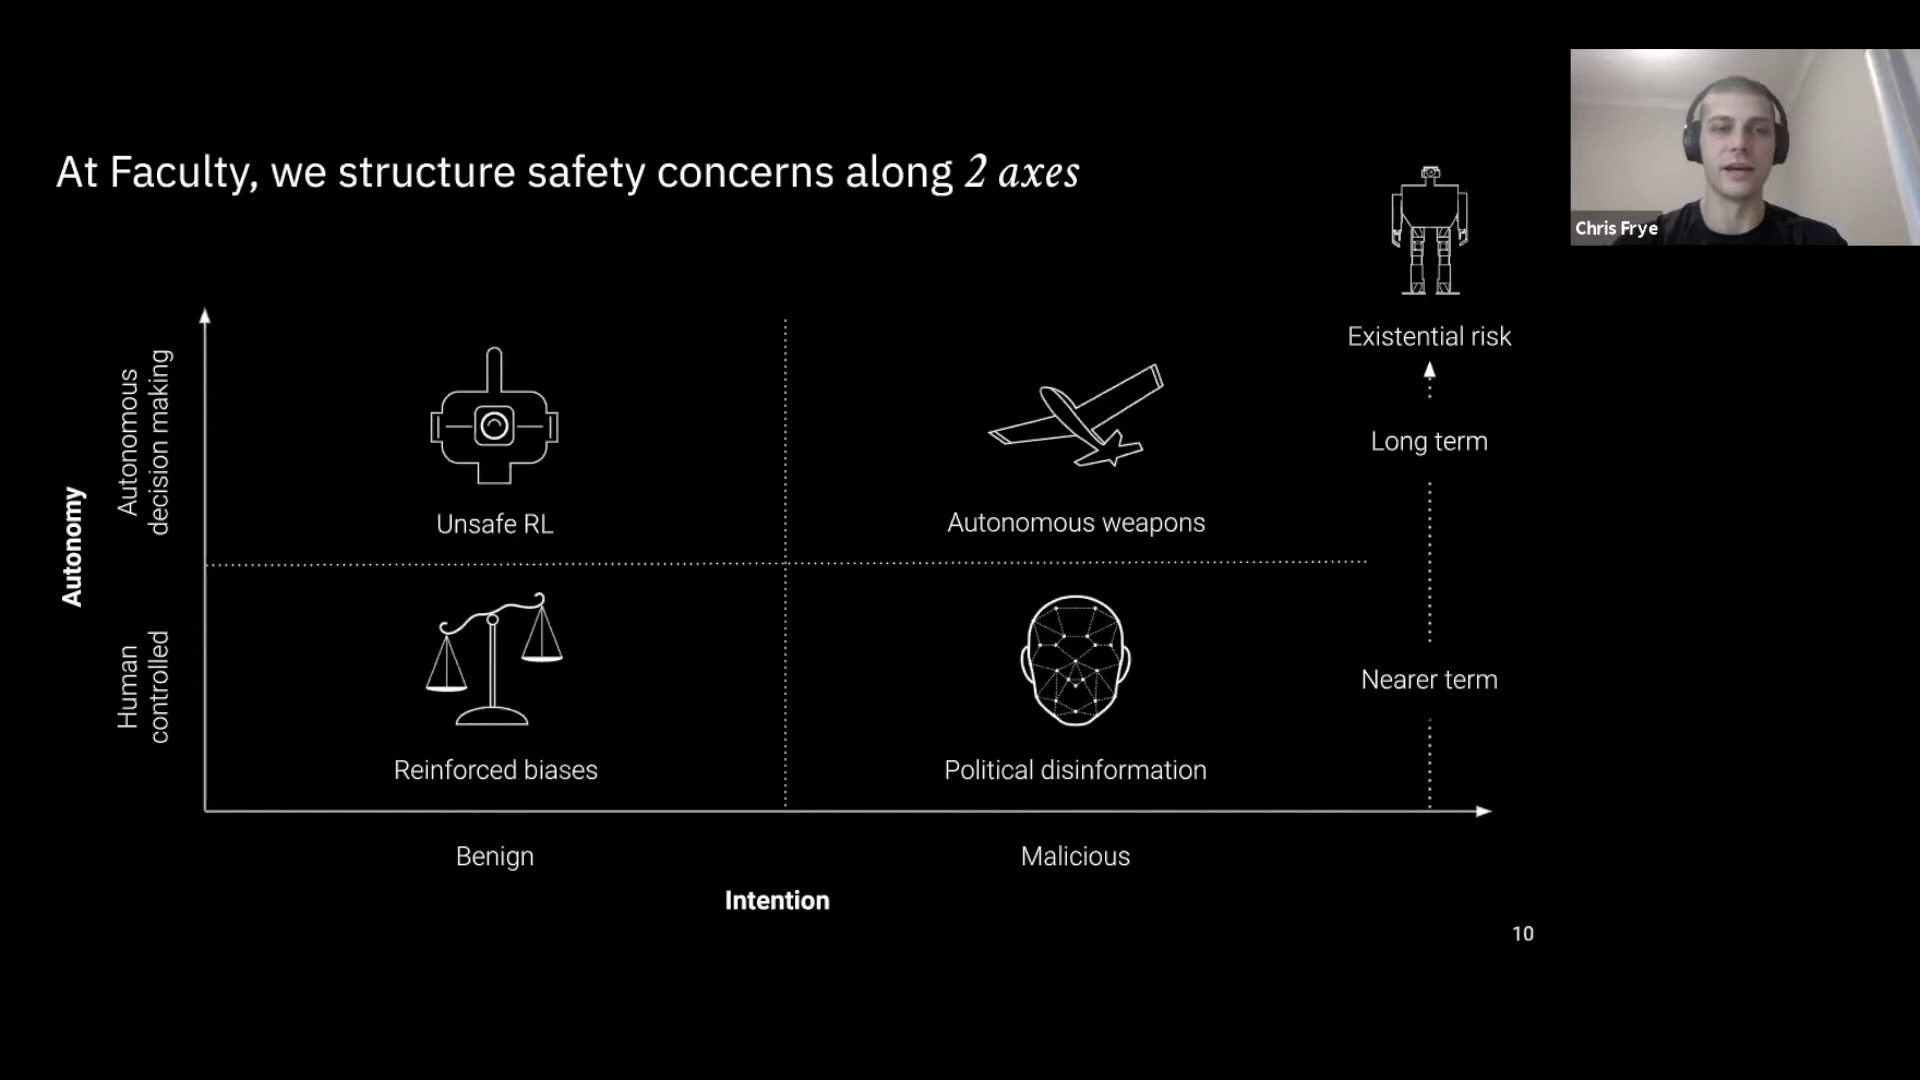 At Faculty, we structure safety concerns along 2 axes
Chris Frye
Existential risk
Long term
Nearer term
Autonomy
Autonomous
decision making
Human
controlled
Unsafe RL
Autonomous weapons
Reinforced biases
Political disinformation
Benign
Malicious
Intention
10